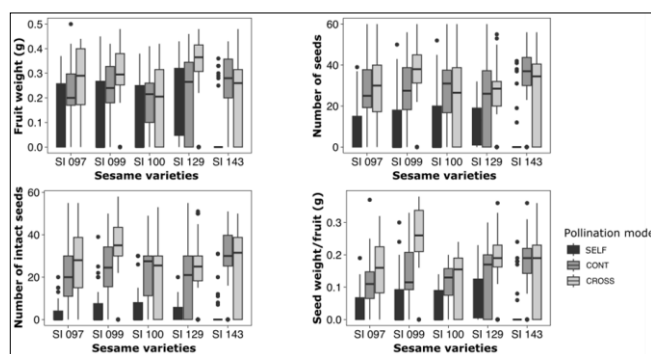 Fruit weight (g)
0.5
0.4
0.3
0.2
0.1
0.0
SI 097 SI 099 SI 100 SI 129 SI 143
Sesame varieties
Number of seeds
60
40
20
0
SI 097 SI 099 SI 100 SI 129 SI 143
Sesame varieties
Number of intact seeds
60
40
20
0
SI 097 SI 099 SI 100 SI 129 SI 143
Sesame varieties
Seed weight/fruit (g)
0.3
0.2
0.1
0.0
SI 097 SI 099 SI 100 SI 129 SI 143
Sesame varieties
Pollination mode
SELF
CONT
CROSS